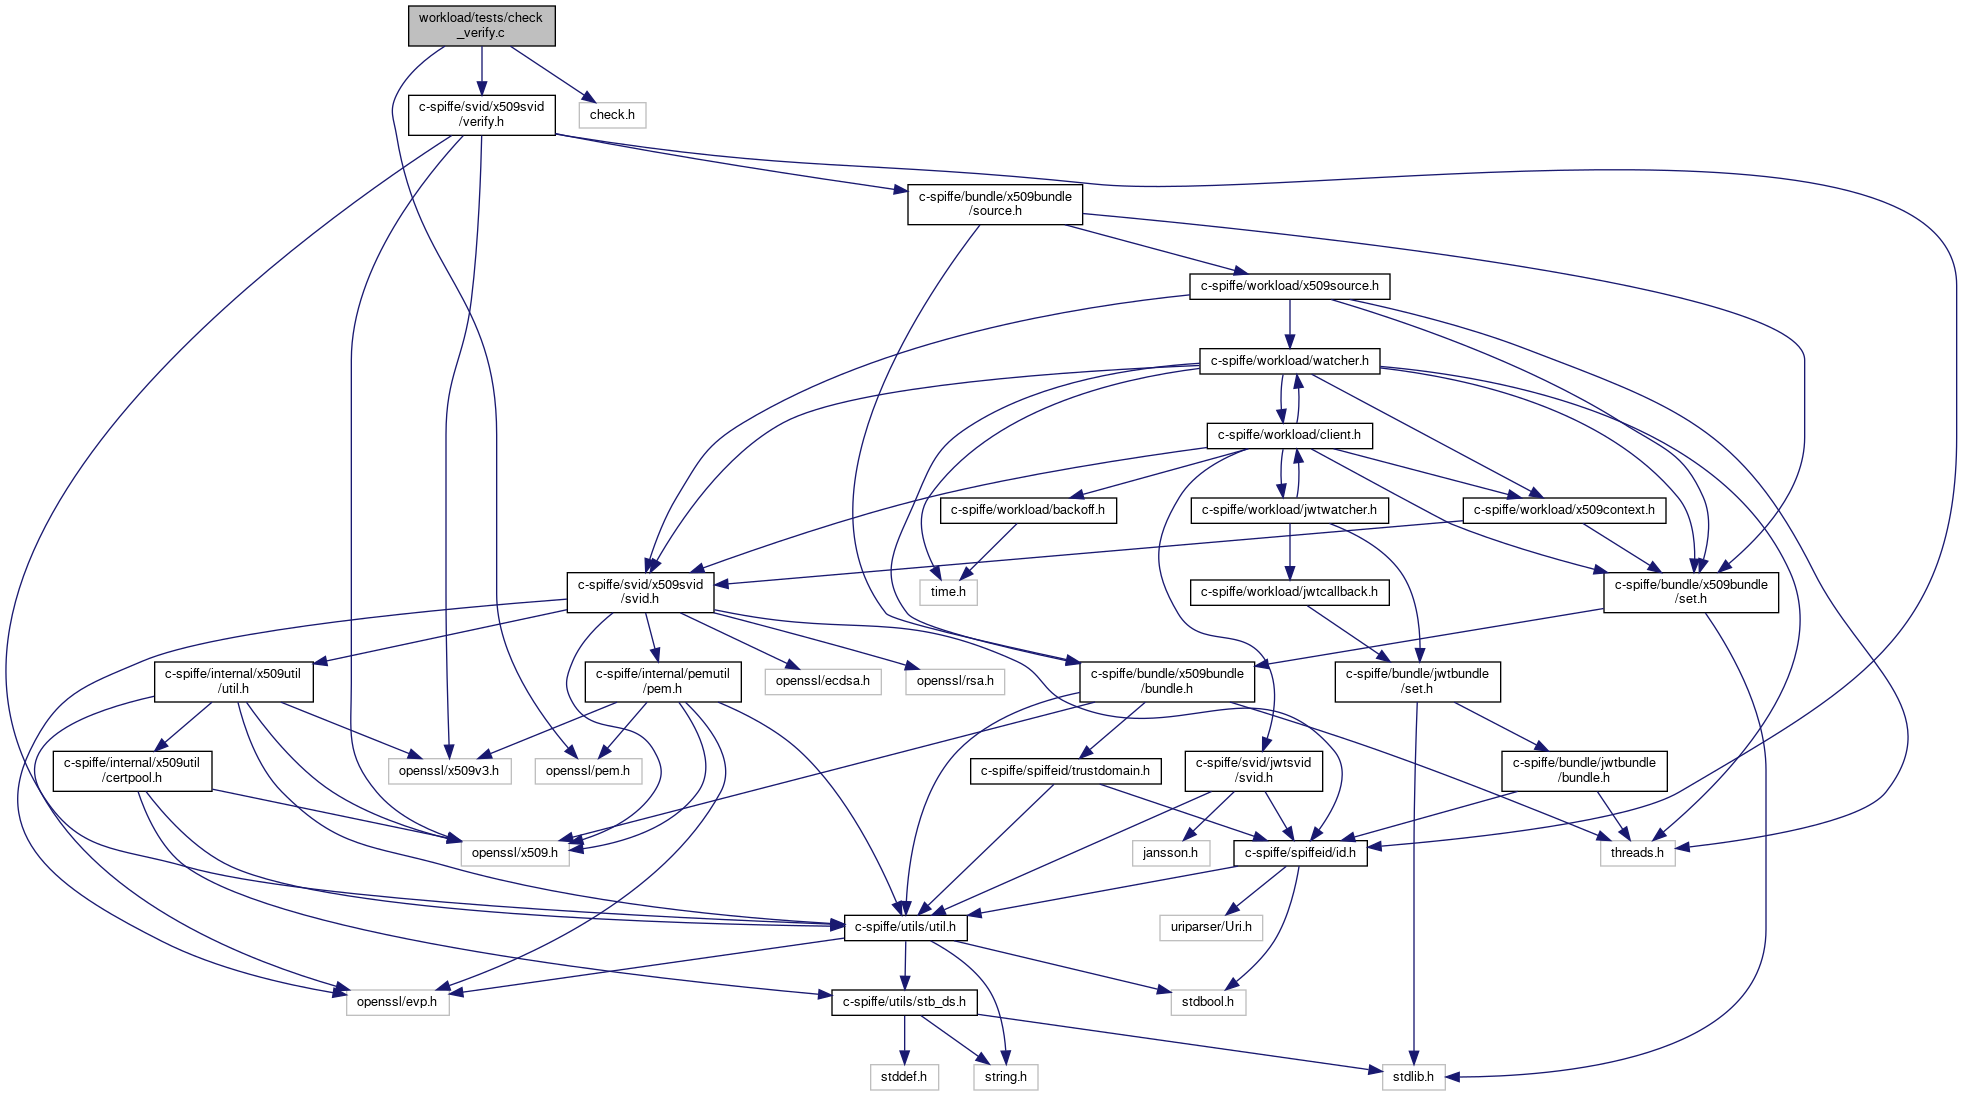 workload/tests/check
_verify.c
c-spiffe/svid/x509svid
/verify.h
check.h
c-spiffe/bundle/x509bundle
/source.h
c-spiffe/workload/x509source.h
c-spiffe/workload/watcher.h
c-spiffe/workload/client.h
c-spiffe/workload/backoff.h
c-spiffe/workload/jwtwatcher.h
c-spiffe/workload/x509context.h
c-spiffe/svid/x509svid
/svid.h
time.h
c-spiffe/workload/jwtcallback.h
c-spiffe/bundle/x509bundle
/set.h
c-spiffe/internal/x509util
/util.h
c-spiffe/internal/pemutil
/pem.h
openssl/ecdsa.h
openssl/rsa.h
c-spiffe/bundle/x509bundle
/bundle.h
c-spiffe/bundle/jwtbundle
/set.h
c-spiffe/internal/x509util
/certpool.h
openssl/x509v3.h
openssl/pem.h
c-spiffe/spiffeid/trustdomain.h
c-spiffe/svid/jwtsvid
/svid.h
c-spiffe/bundle/jwtbundle
/bundle.h
openssl/x509.h
jansson.h
c-spiffe/spiffeid/id.h
threads.h
c-spiffe/utils/util.h
uriparser/Uri.h
openssl/evp.h
c-spiffe/utils/stb_ds.h
stdbool.h
stddef.h
string.h
stdlib.h